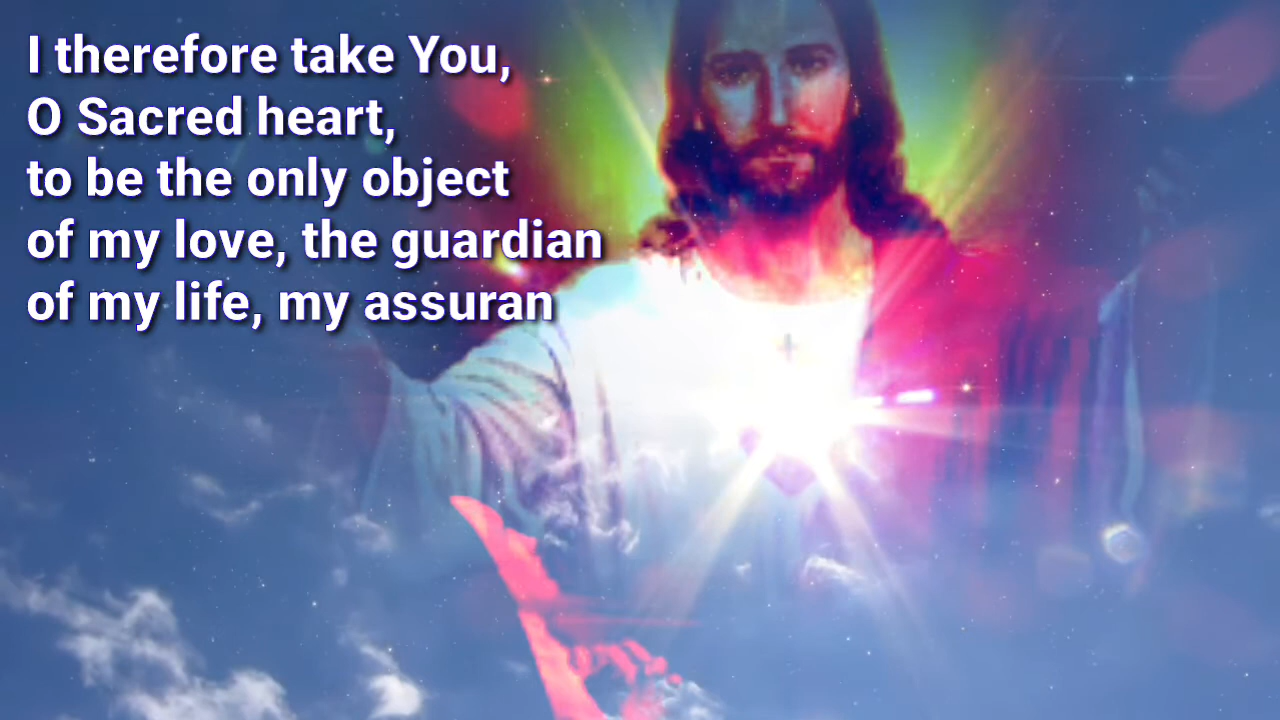 I therefore take You,
O Sacred heart,
to be the only object
of my love, the guardian
of my life, my assuran